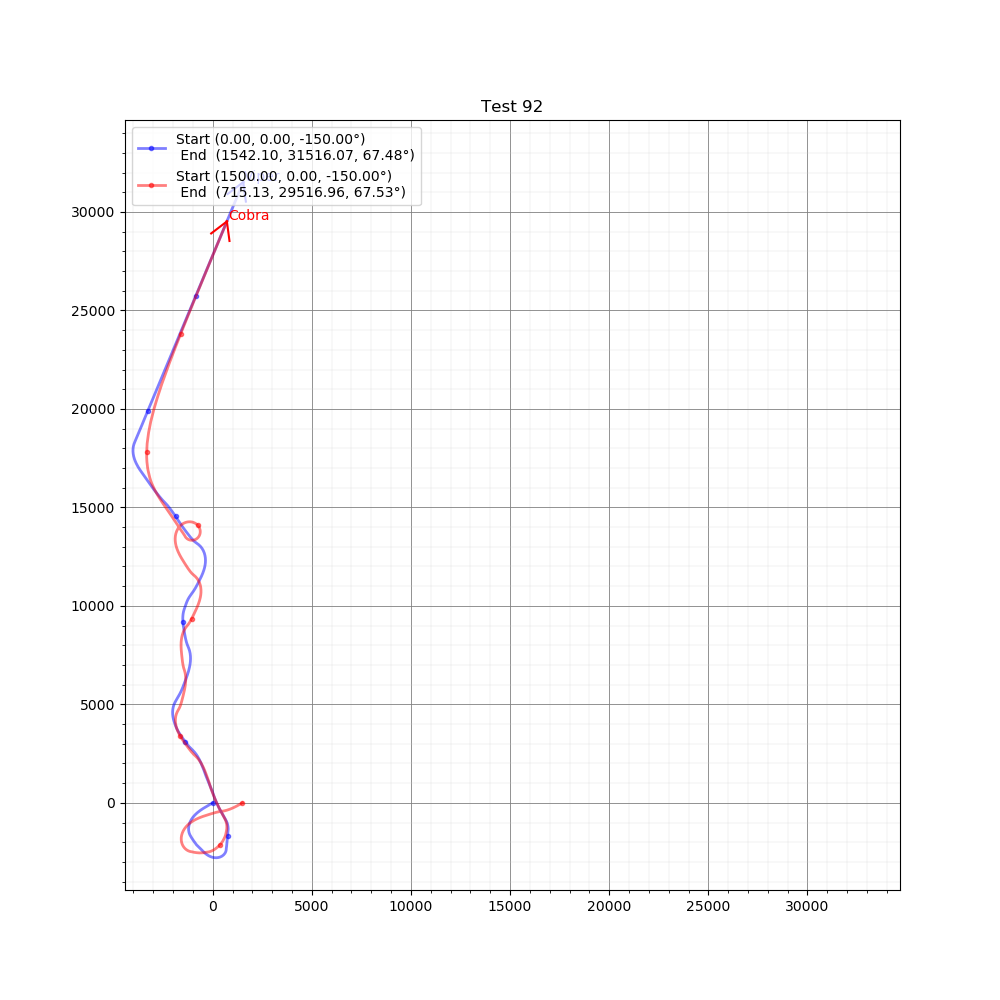 Test 92
Start (0.00, 0.00, -150.00°)
End (1542.10, 31516.07, 67.48°)
Start (1500.00, 0.00, -150.00°)
End (715.13, 29516.96, 67.53°)
Cobra
30000
25000
20000
15000
10000
5000
0
0 5000 10000 15000 20000 25000 30000